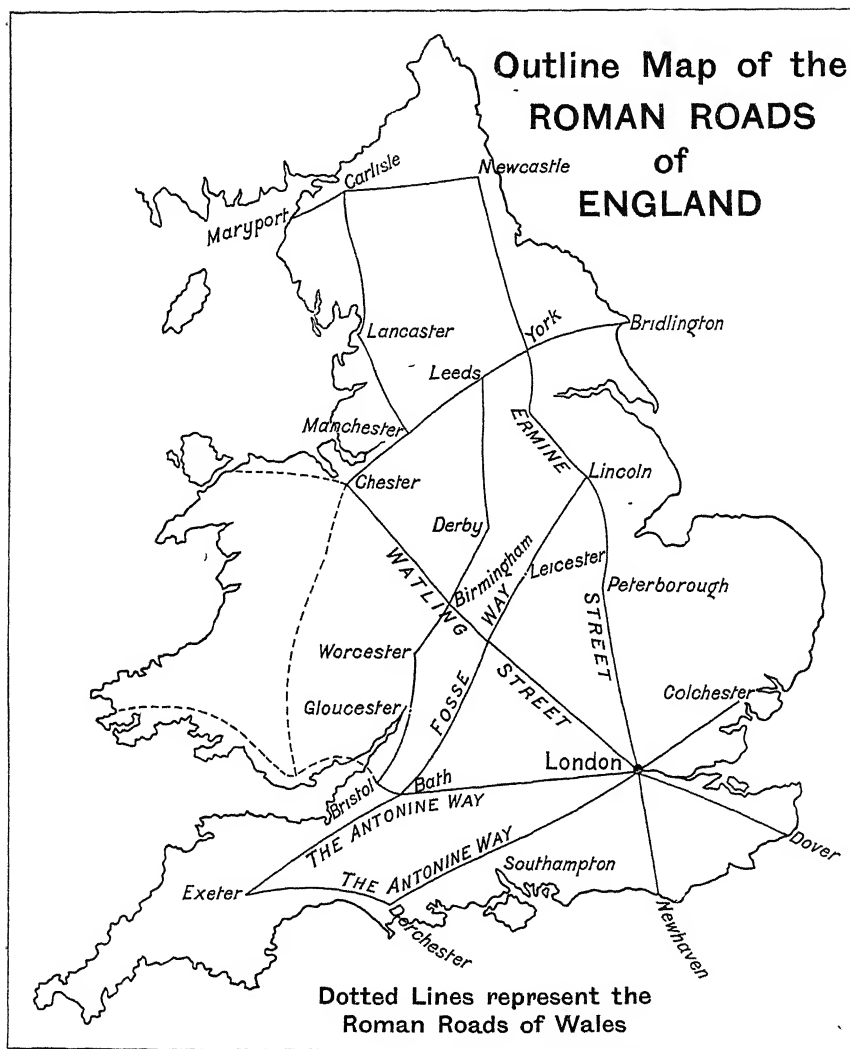 Outline Map of the
ROMAN ROADS
of
ENGLAND
Carlisle
Newcastle
Maryport
Lancaster
York
Bridlington
Leeds
Manchester
ERMINE
Lincoln
Chester
Derby
Birmingham
WATLING
WAY
Leicester
Peterborough
STREET
Worcester
Gloucester
FOSSE
STREET
Colchester
London
Bristol
Bath
THE ANTONINE WAY
THE ANTONINE WAY
Southampton
Dover
Exeter
Dorchester
Newhaven
Dotted Lines represent the
Roman Roads of Wales